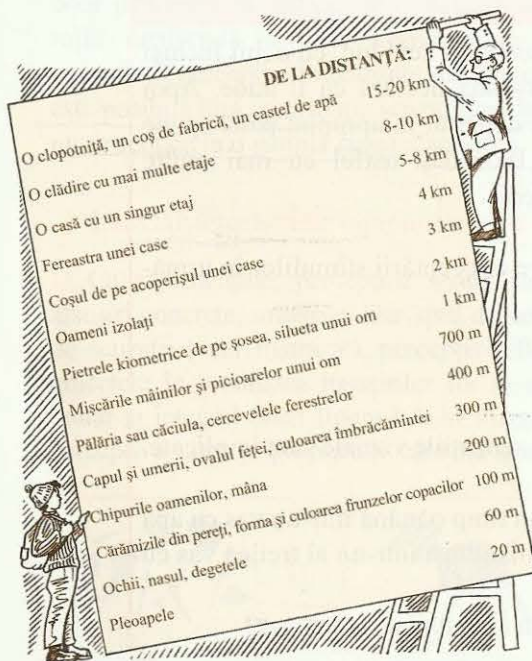 DE LA DISTANȚĂ:
O clopotniță, un coș de fabrică, un castel de apă 15-20 km
O clădire cu mai multe etaje 8-10 km
O casă cu un singur etaj 5-8 km
Fereastra unei case 4 km
Coșul de pe acoperișul unei case 3 km
Oameni izolați 2 km
Pietrele kiometrice de pe șosea, silueta unui om 1 km
Mișcările mâinilor și picioarelor unui om 700 m
Pălăria sau căciula, cercevelele ferestrelor 400 m
Capul și umerii, ovalul feței, culoarea îmbrăcămintei 300 m
Chipurile oamenilor, mâna 200 m
Cărămizile din pereți, forma și culoarea frunzelor copacilor 100 m
Ochii, nasul, degetele 60 m
Pleoapele 20 m